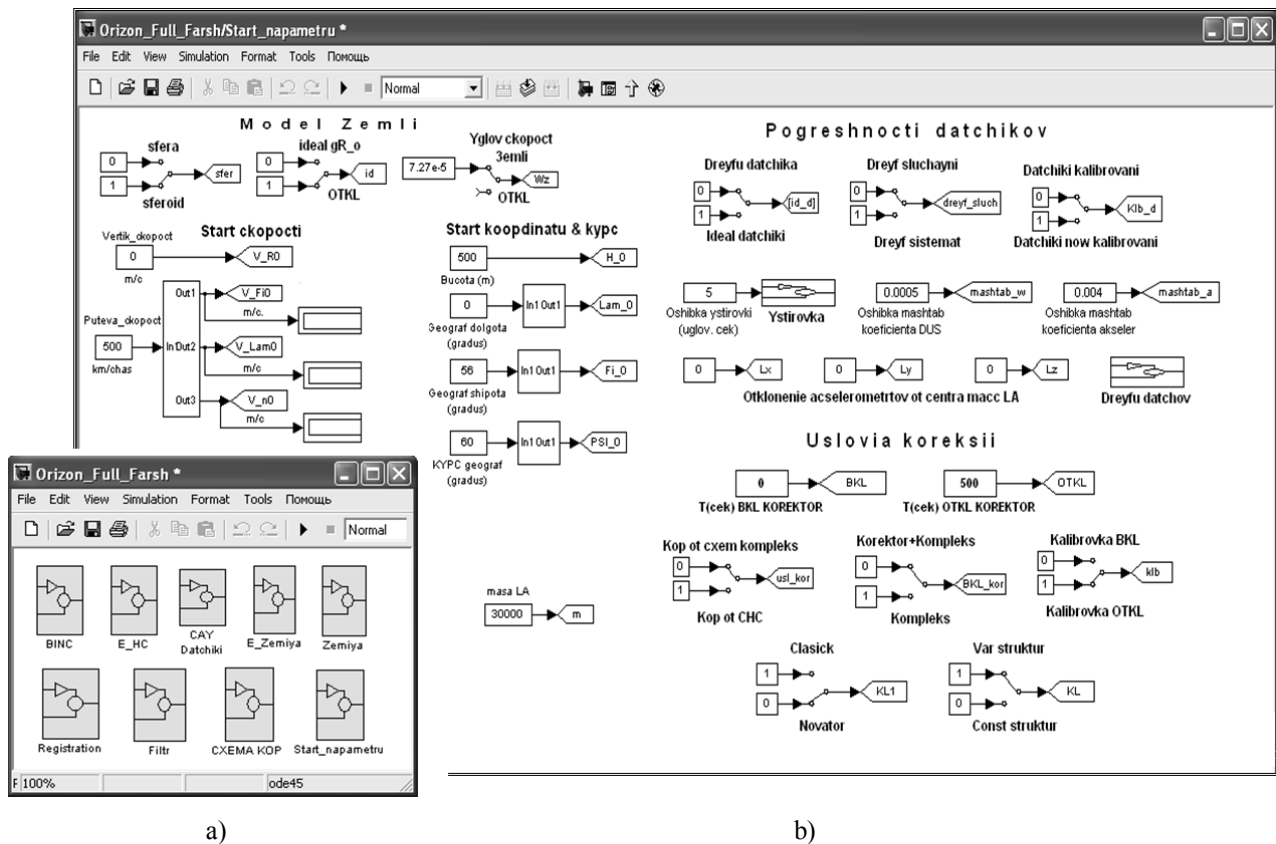 Orizon_Full_Farsh/Start_napametru *
File Edit View Simulation Format Tools Помощь
Normal
Model Zemli
sfera
0
1
sfer
sferoid
ideal gR_o
0
1
id
OTKL
Yglov ckopoct
3emli
7.27e-5
Wz
OTKL
Start ckopocti
Vertik_ckopoct
0
V_R0
m/c
Puteva_ckopoct
500
km/chas
In
Out1
Out2
Out3
V_Fi0
m/c.
V_Lam0
m/c
V_n0
m/c
Start koopdinatu & kypc
500
H_0
Bucota (m)
0
In1 Out1
Lam_0
Geograf dolgota
(gradus)
56
In1 Out1
Fi_0
Geograf shipota
(gradus)
60
In1 Out1
PSI_0
KYPC geograf
(gradus)
masa LA
30000
m
Pogreshnocti datchikov
Dreyfu datchika
0
1
[id_d]
Ideal datchiki
Dreyf sluchayni
0
1
dreyf_sluch
Dreyf sistemat
Datchiki kalibrovani
0
1
Klb_d
Datchiki now kalibrovani
5
Oshibka ystirovki
(uglov. cek)
Ystirovka
0.0005
mashtab_w
Oshibka mashtab
koeficienta DUS
0.004
mashtab_a
Oshibka mashtab
koeficienta akseler
0
Lx
0
Ly
0
Lz
Otklonenie acselerometrtov ot centra macc LA
Dreyfu datchov
Uslovia koreksii
0
BKL
T(cek) BKL KOREKTOR
500
OTKL
T(cek) OTKL KOREKTOR
Kop ot cxem kompleks
0
1
usl_kor
Kop ot CHC
Korektor+Kompleks
0
1
BKL_kor
Kompleks
Kalibrovka BKL
0
1
klb
Kalibrovka OTKL
Clasick
1
0
KL1
Novator
Var struktur
1
0
KL
Const struktur
Orizon_Full_Farsh *
File Edit View Simulation Format Tools Помощь
Normal
BINC
E_HC
CAY
Datchiki
E_Zemiya
Zemiya
Registration
Filtr
CXEMA KOP
Start_napametru
F 100%
ode45
a)
b)